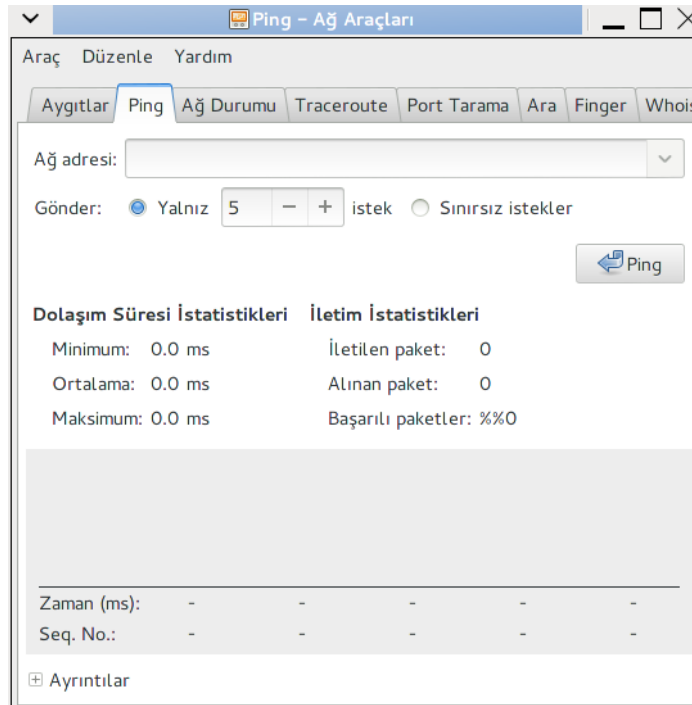 Ping – Ağ Araçları
Araç Düzenle Yardım
Aygıtlar Ping Ağ Durumu Traceroute Port Tarama Ara Finger Whois
Ağ adresi:
Gönder: Yalnız 5 − + istek Sınırsız istekler
Ping
Dolaşım Süresi İstatistikleri İletim İstatistikleri
Minimum: 0.0 ms İletilen paket: 0
Ortalama: 0.0 ms Alınan paket: 0
Maksimum: 0.0 ms Başarılı paketler: %%0
Zaman (ms): - - - - -
Seq. No.: - - - - -
Ayrıntılar